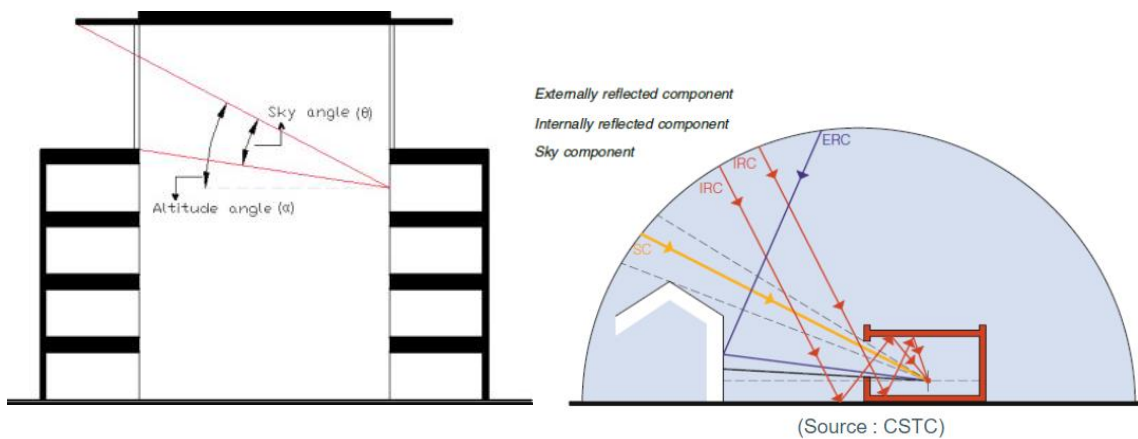 Sky angle (θ)
Altitude angle (α)
Externally reflected component
Internally reflected component
Sky component
ERC
IRC
IRC
SC
(Source : CSTC)